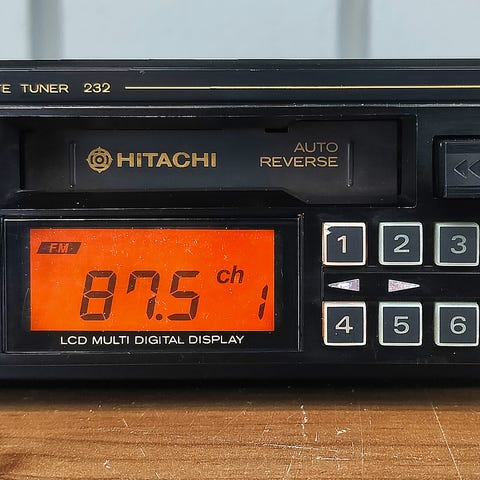 TE TUNER 232
HITACHI
AUTO
REVERSE
FM
87.5 ch 1
LCD MULTI DIGITAL DISPLAY
1 2 3
4 5 6